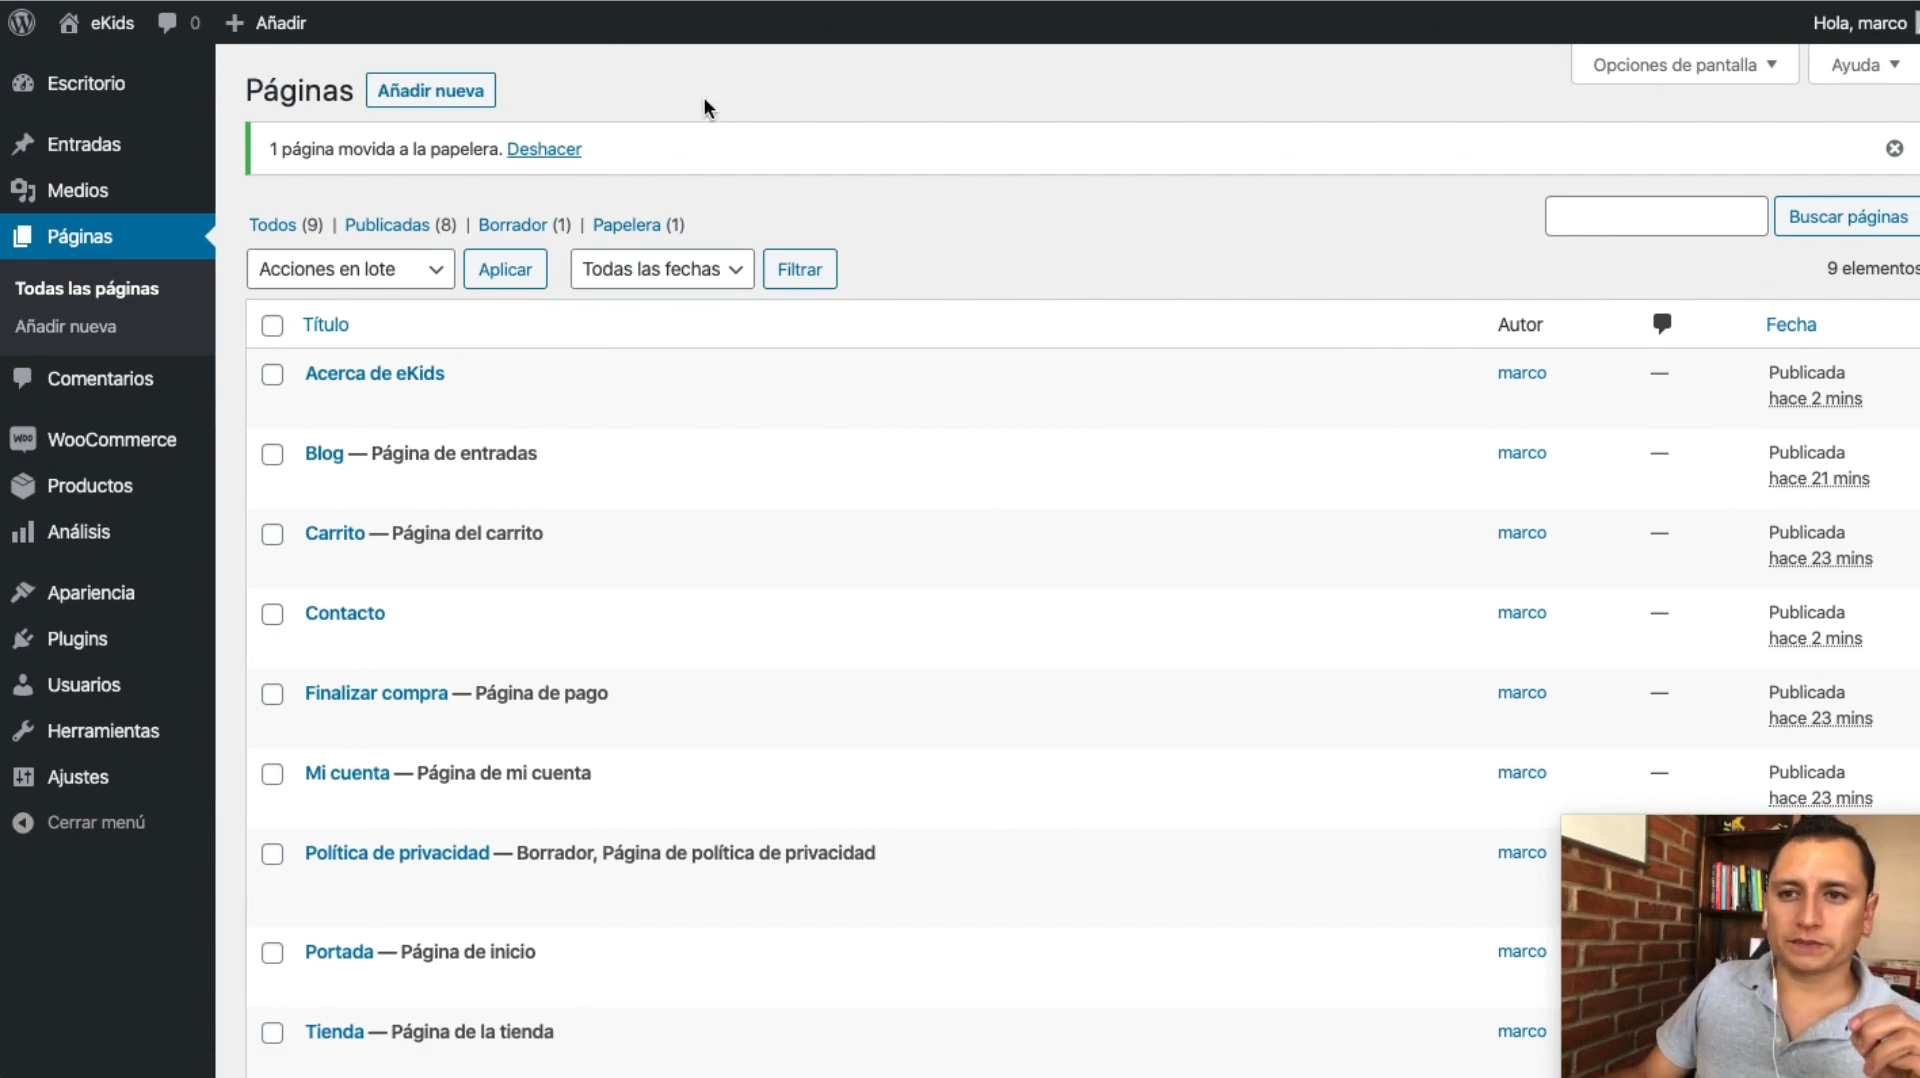 eKids 0 Añadir Hola, marco
Escritorio
Entradas
Medios
Páginas
Todas las páginas
Añadir nueva
Comentarios
WooCommerce
Productos
Análisis
Apariencia
Plugins
Usuarios
Herramientas
Ajustes
Cerrar menú
Opciones de pantalla Ayuda
Páginas Añadir nueva
1 página movida a la papelera. Deshacer
Todos (9) | Publicadas (8) | Borrador (1) | Papelera (1)
Buscar páginas
Acciones en lote Aplicar Todas las fechas Filtrar 9 elementos
Título Autor Fecha
Acerca de eKids marco — Publicada
hace 2 mins
Blog — Página de entradas marco — Publicada
hace 21 mins
Carrito — Página del carrito marco — Publicada
hace 23 mins
Contacto marco — Publicada
hace 2 mins
Finalizar compra — Página de pago marco — Publicada
hace 23 mins
Mi cuenta — Página de mi cuenta marco — Publicada
hace 23 mins
Política de privacidad — Borrador, Página de política de privacidad marco
Portada — Página de inicio marco
Tienda — Página de la tienda marco